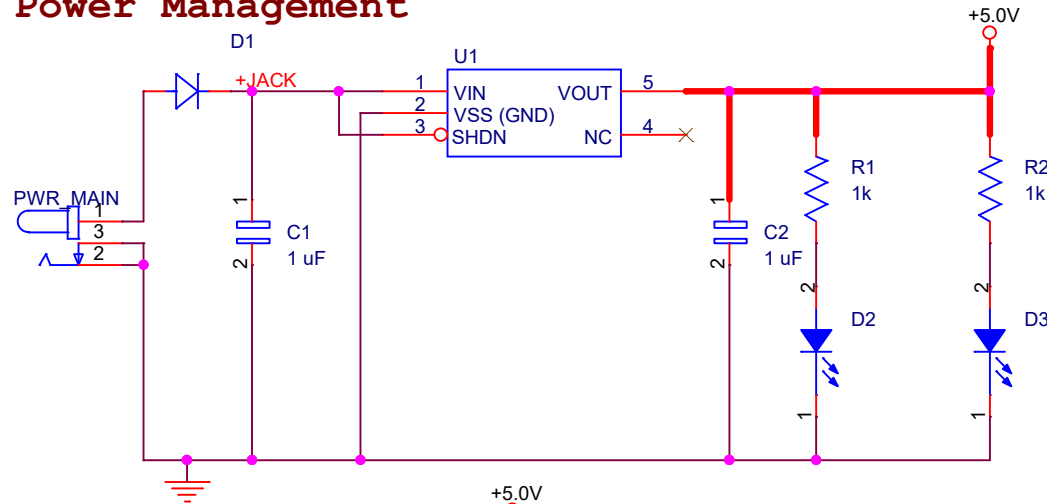 Power Management
+5.0V
D1
U1
+JACK
1
VIN
VOUT
5
2
VSS (GND)
3
SHDN
NC
4
R1
1k
R2
1k
PWR_MAIN
1
3
2
1
C1
1 uF
2
1
C2
1 uF
2
2
D2
1
2
D3
1
+5.0V